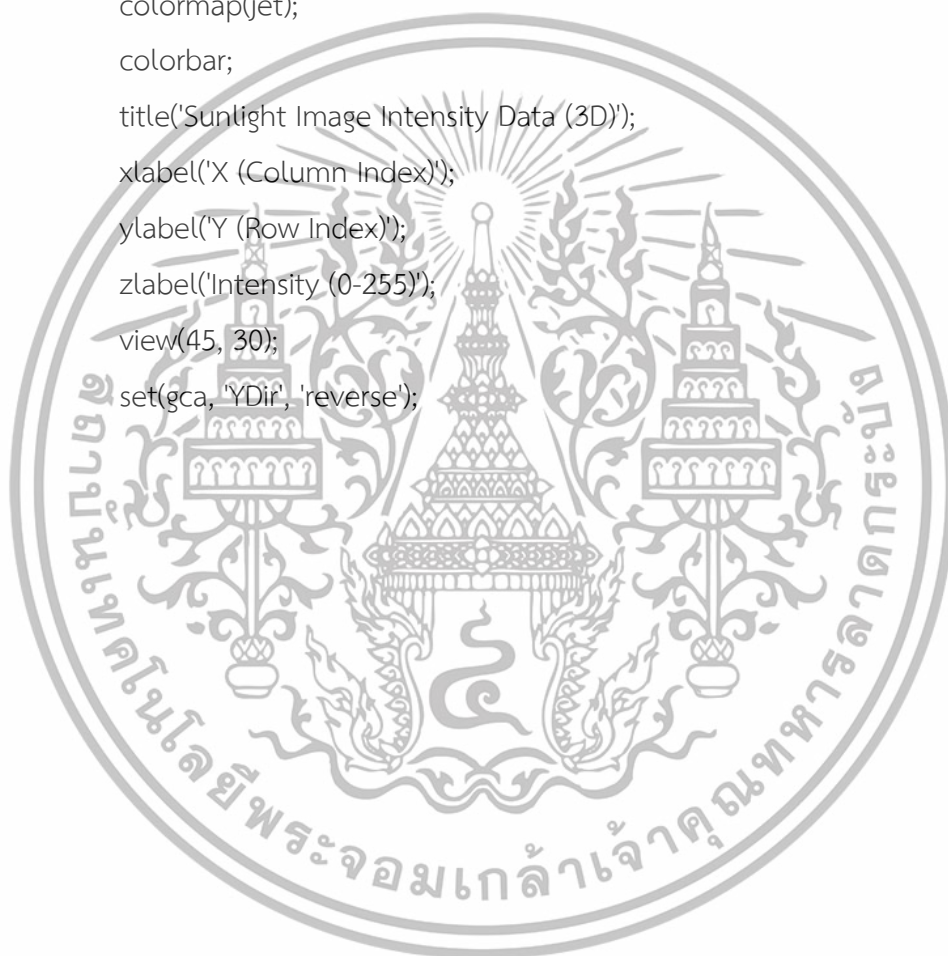 colormap(jet);
colorbar;
title('Sunlight Image Intensity Data (3D)');
xlabel('X (Column Index)');
ylabel('Y (Row Index)');
zlabel('Intensity (0-255)');
view(45, 30);
set(gca, 'YDir', 'reverse');
สถาบันเทคโนโลยีพระจอมเกล้าเจ้าคุณทหารลาดกระบัง
๔